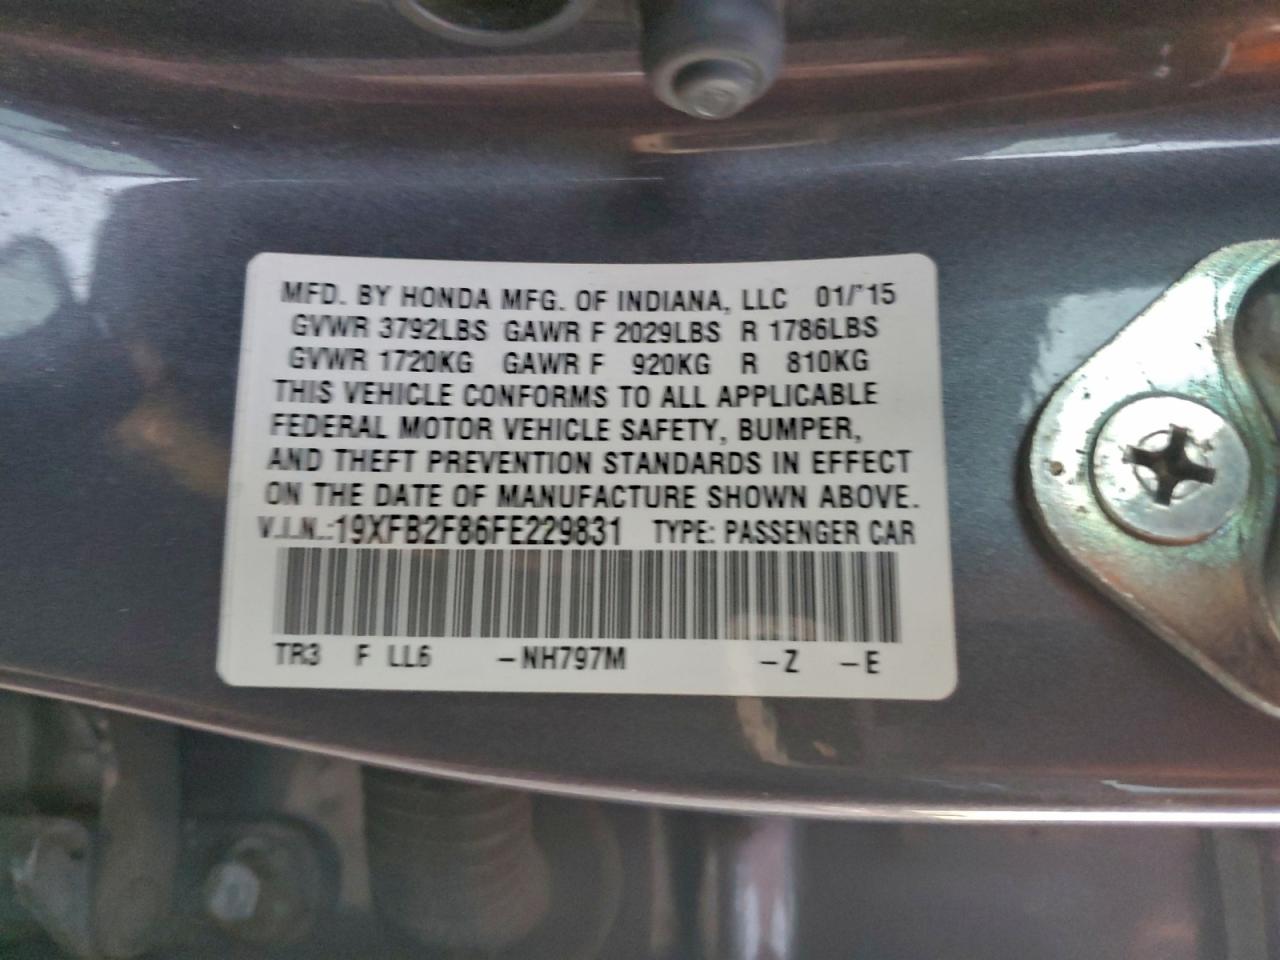 MFD. BY HONDA MFG. OF INDIANA, LLC 01/'15
GVWR 3792LBS GAWR F 2029LBS R 1786LBS
GVWR 1720KG GAWR F 920KG R 810KG
THIS VEHICLE CONFORMS TO ALL APPLICABLE
FEDERAL MOTOR VEHICLE SAFETY, BUMPER,
AND THEFT PREVENTION STANDARDS IN EFFECT
ON THE DATE OF MANUFACTURE SHOWN ABOVE.
V.I.N.:19XFB2F86FE229831 TYPE: PASSENGER CAR
TR3 F LL6 -NH797M -Z -E